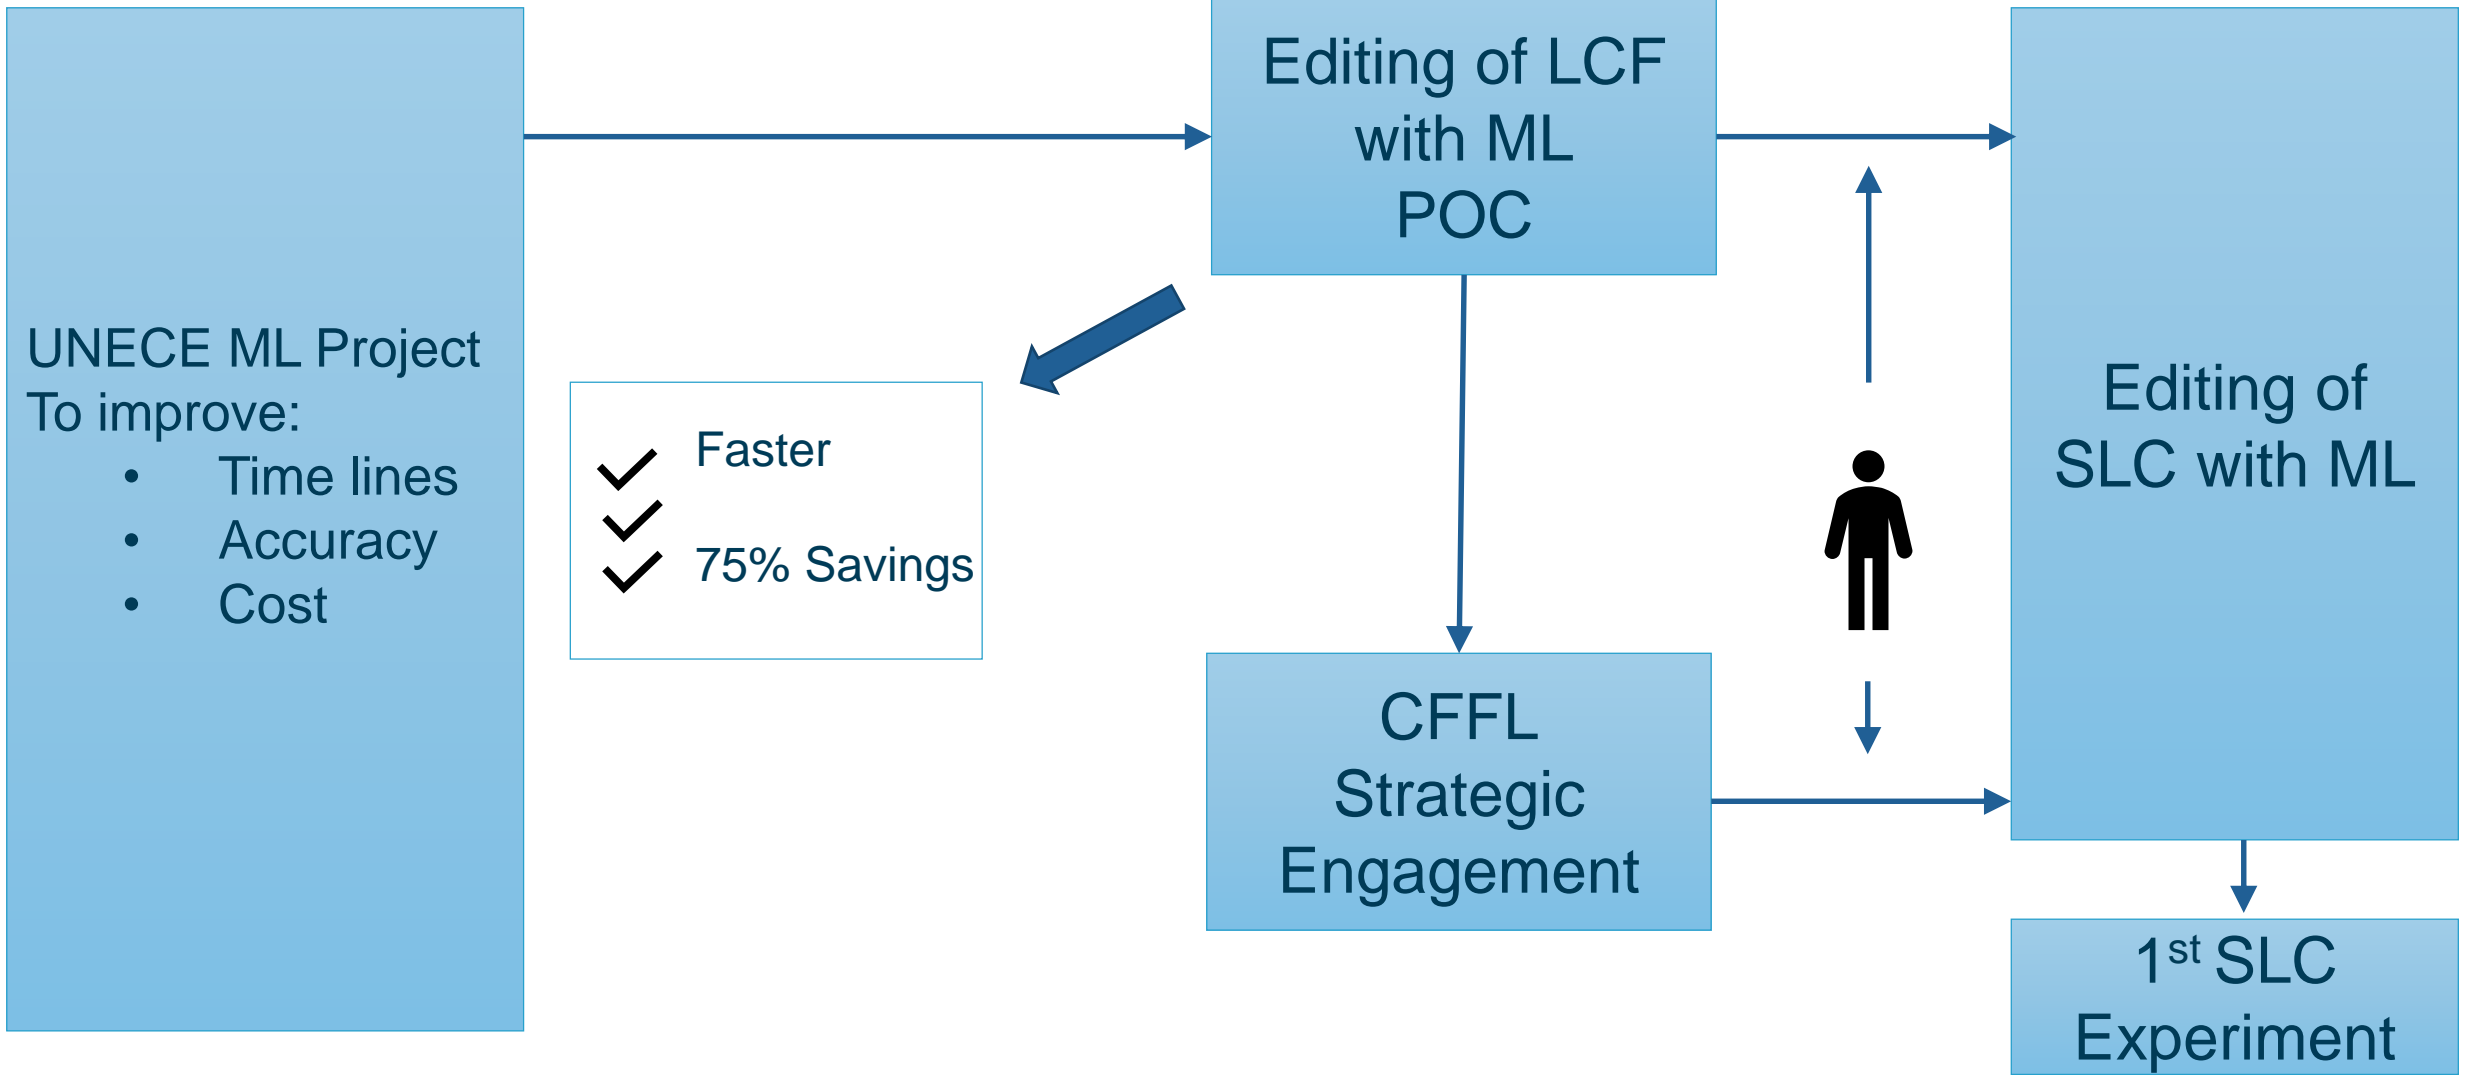 UNECE ML Project
To improve:
• Time lines
• Accuracy
• Cost
Faster
75% Savings
Editing of LCF
with ML
POC
CFFL
Strategic
Engagement
Editing of
SLC with ML
1st SLC
Experiment